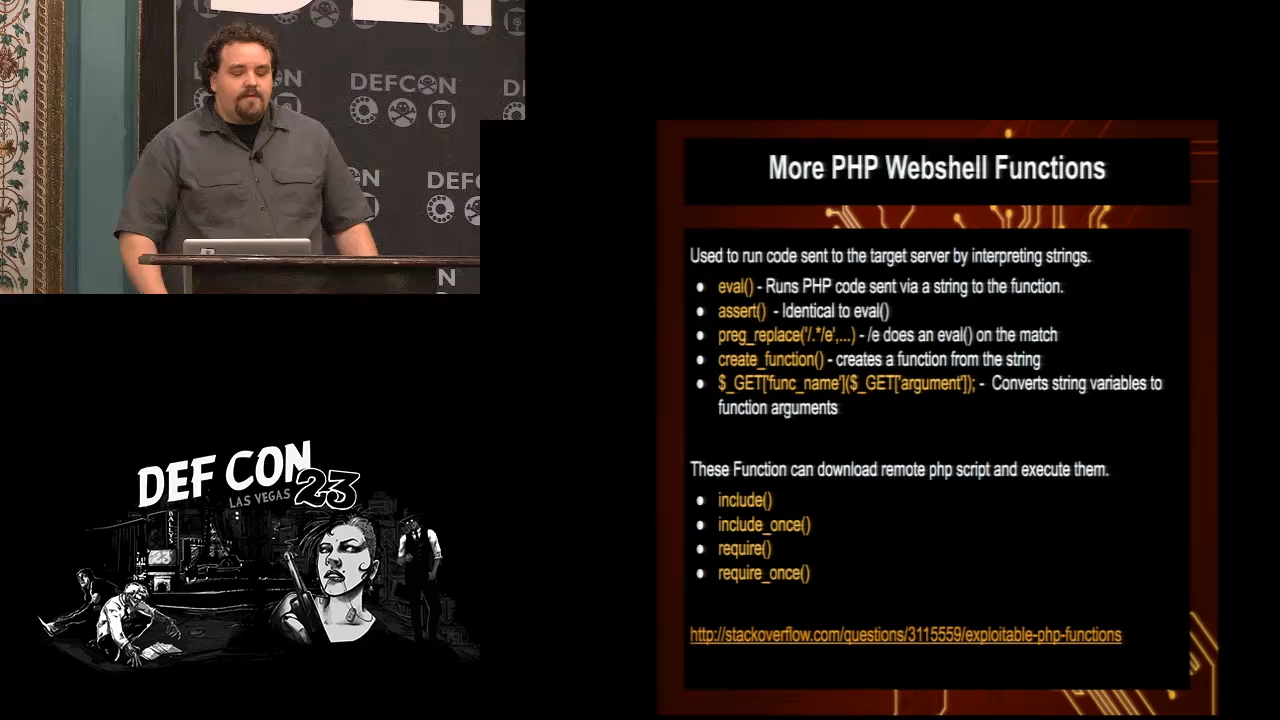 DEFCON
DEFCON
More PHP Webshell Functions
Used to run code sent to the target server by interpreting strings.
eval() - Runs PHP code sent via a string to the function.
assert() - Identical to eval()
preg_replace('/.*/e',...) - /e does an eval() on the match
create_function() - creates a function from the string
$_GET['func_name']($_GET['argument']); - Converts string variables to
function arguments
These Function can download remote php script and execute them.
include()
include_once()
require()
require_once()
http://stackoverflow.com/questions/3115559/exploitable-php-functions
DEF CON
LAS VEGAS 23
BALLYS
23